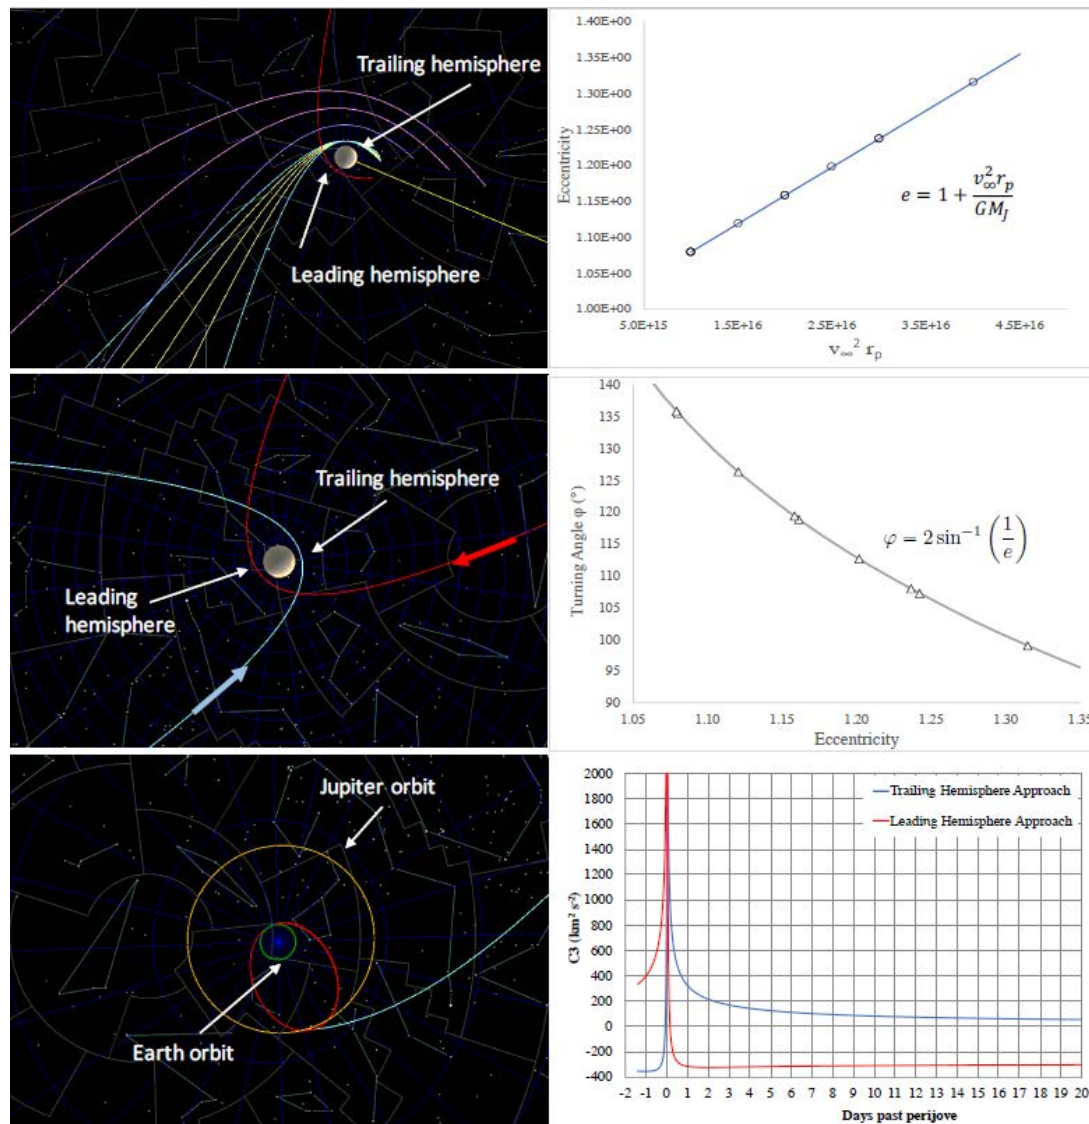 Trailing hemisphere
Leading hemisphere
1.40E+00
1.35E+00
1.30E+00
1.25E+00
1.20E+00
1.15E+00
1.10E+00
1.05E+00
1.00E+00
Eccentricity
e = 1 + v∞² rp / GMJ
5.0E+15
1.5E+16
2.5E+16
3.5E+16
4.5E+16
v∞² rp
Trailing hemisphere
Leading
hemisphere
140
135
130
125
120
115
110
105
100
95
90
Turning Angle φ (°)
φ = 2 sin⁻¹ (1/e)
1.05
1.10
1.15
1.20
1.25
1.30
1.35
Eccentricity
Jupiter orbit
Earth orbit
2000
1800
1600
1400
1200
1000
800
600
400
200
0
-200
-400
C3 (km² s⁻²)
Trailing Hemisphere Approach
Leading Hemisphere Approach
-2 -1 0 1 2 3 4 5 6 7 8 9 10 11 12 13 14 15 16 17 18 19 20
Days past perijove